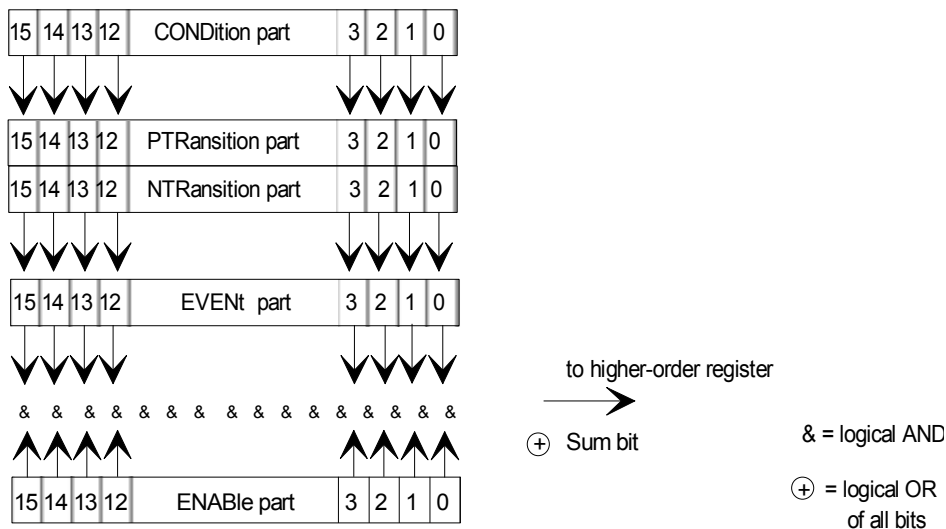 15 14 13 12 CONDition part 3 2 1 0
15 14 13 12 PTRansition part 3 2 1 0
15 14 13 12 NTRansition part 3 2 1 0
15 14 13 12 EVENt part 3 2 1 0
to higher-order register
& & & & & & & & & & & & & & & &
+ Sum bit
& = logical AND
15 14 13 12 ENABle part 3 2 1 0
+ = logical OR
of all bits